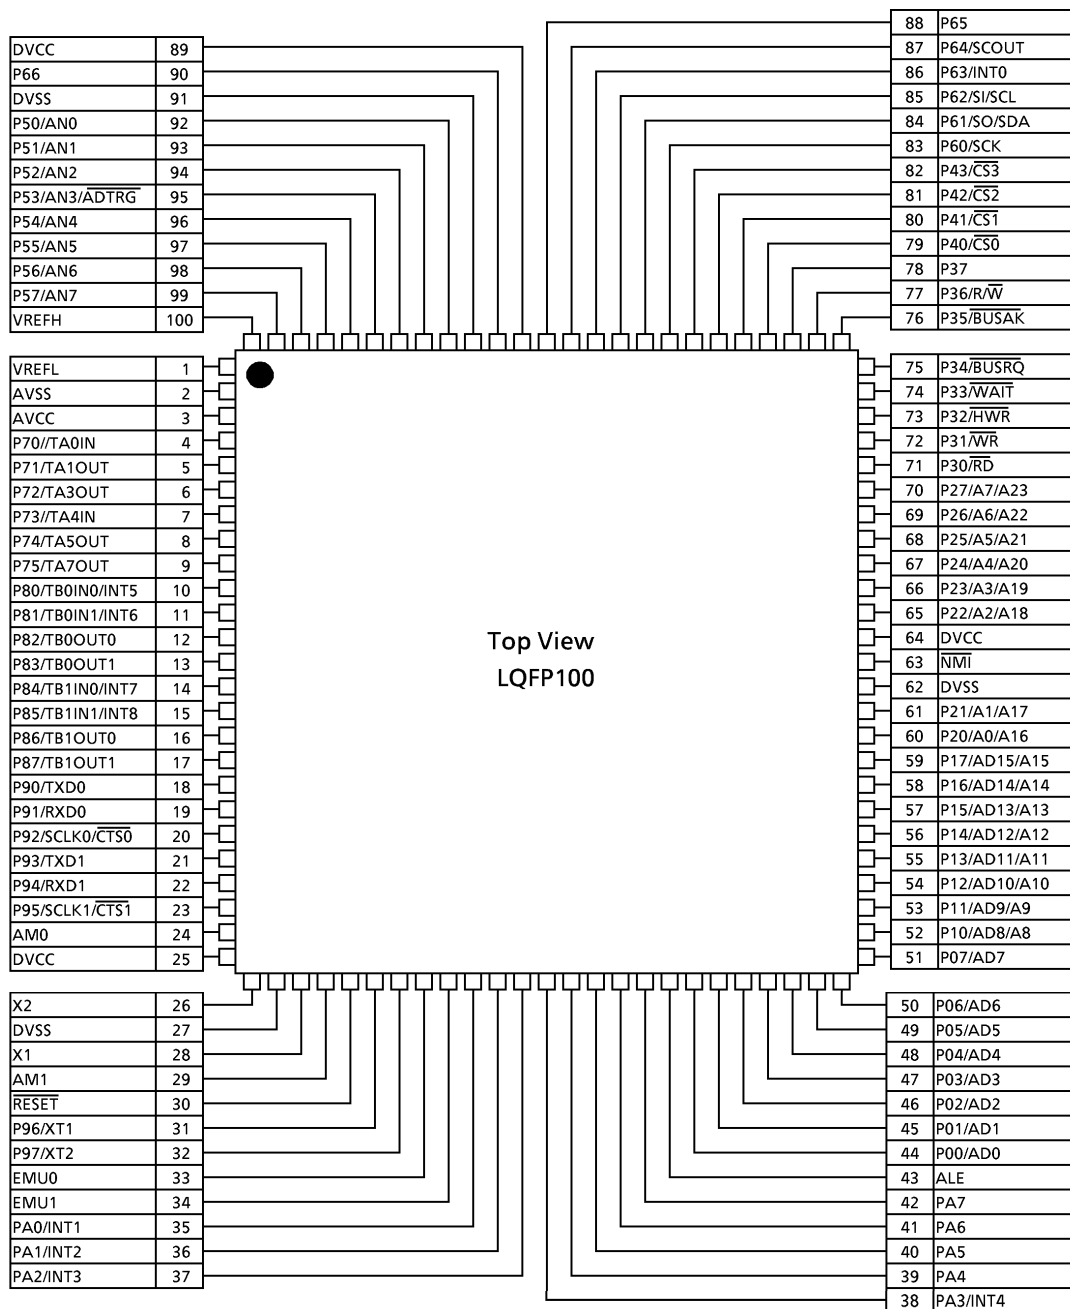 DVCC 89
P66 90
DVSS 91
P50/AN0 92
P51/AN1 93
P52/AN2 94
P53/AN3/ADTRG 95
P54/AN4 96
P55/AN5 97
P56/AN6 98
P57/AN7 99
VREFH 100
88 P65
87 P64/SCOUT
86 P63/INT0
85 P62/SI/SCL
84 P61/SO/SDA
83 P60/SCK
82 P43/CS3
81 P42/CS2
80 P41/CS1
79 P40/CS0
78 P37
77 P36/R/W
76 P35/BUSAK
VREFL 1
AVSS 2
AVCC 3
P70//TA0IN 4
P71/TA1OUT 5
P72/TA3OUT 6
P73//TA4IN 7
P74/TA5OUT 8
P75/TA7OUT 9
P80/TB0IN0/INT5 10
P81/TB0IN1/INT6 11
P82/TB0OUT0 12
P83/TB0OUT1 13
P84/TB1IN0/INT7 14
P85/TB1IN1/INT8 15
P86/TB1OUT0 16
P87/TB1OUT1 17
P90/TXD0 18
P91/RXD0 19
P92/SCLK0/CTS0 20
P93/TXD1 21
P94/RXD1 22
P95/SCLK1/CTS1 23
AM0 24
DVCC 25
Top View
LQFP100
75 P34/BUSRQ
74 P33/WAIT
73 P32/HWR
72 P31/WR
71 P30/RD
70 P27/A7/A23
69 P26/A6/A22
68 P25/A5/A21
67 P24/A4/A20
66 P23/A3/A19
65 P22/A2/A18
64 DVCC
63 NMI
62 DVSS
61 P21/A1/A17
60 P20/A0/A16
59 P17/AD15/A15
58 P16/AD14/A14
57 P15/AD13/A13
56 P14/AD12/A12
55 P13/AD11/A11
54 P12/AD10/A10
53 P11/AD9/A9
52 P10/AD8/A8
51 P07/AD7
X2 26
DVSS 27
X1 28
AM1 29
RESET 30
P96/XT1 31
P97/XT2 32
EMU0 33
EMU1 34
PA0/INT1 35
PA1/INT2 36
PA2/INT3 37
50 P06/AD6
49 P05/AD5
48 P04/AD4
47 P03/AD3
46 P02/AD2
45 P01/AD1
44 P00/AD0
43 ALE
42 PA7
41 PA6
40 PA5
39 PA4
38 PA3/INT4